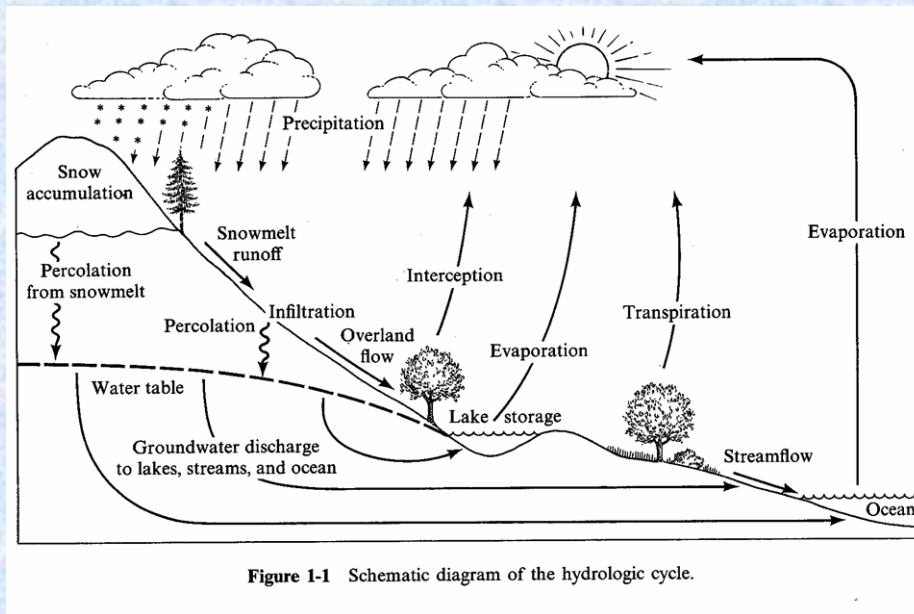 Precipitation
Snow
accumulation
Snowmelt
runoff
Evaporation
Percolation
from snowmelt
Interception
Infiltration
Percolation
Transpiration
Overland
flow
Evaporation
Water table
Lake storage
Groundwater discharge
to lakes, streams, and ocean
Streamflow
Ocean
Figure 1-1 Schematic diagram of the hydrologic cycle.